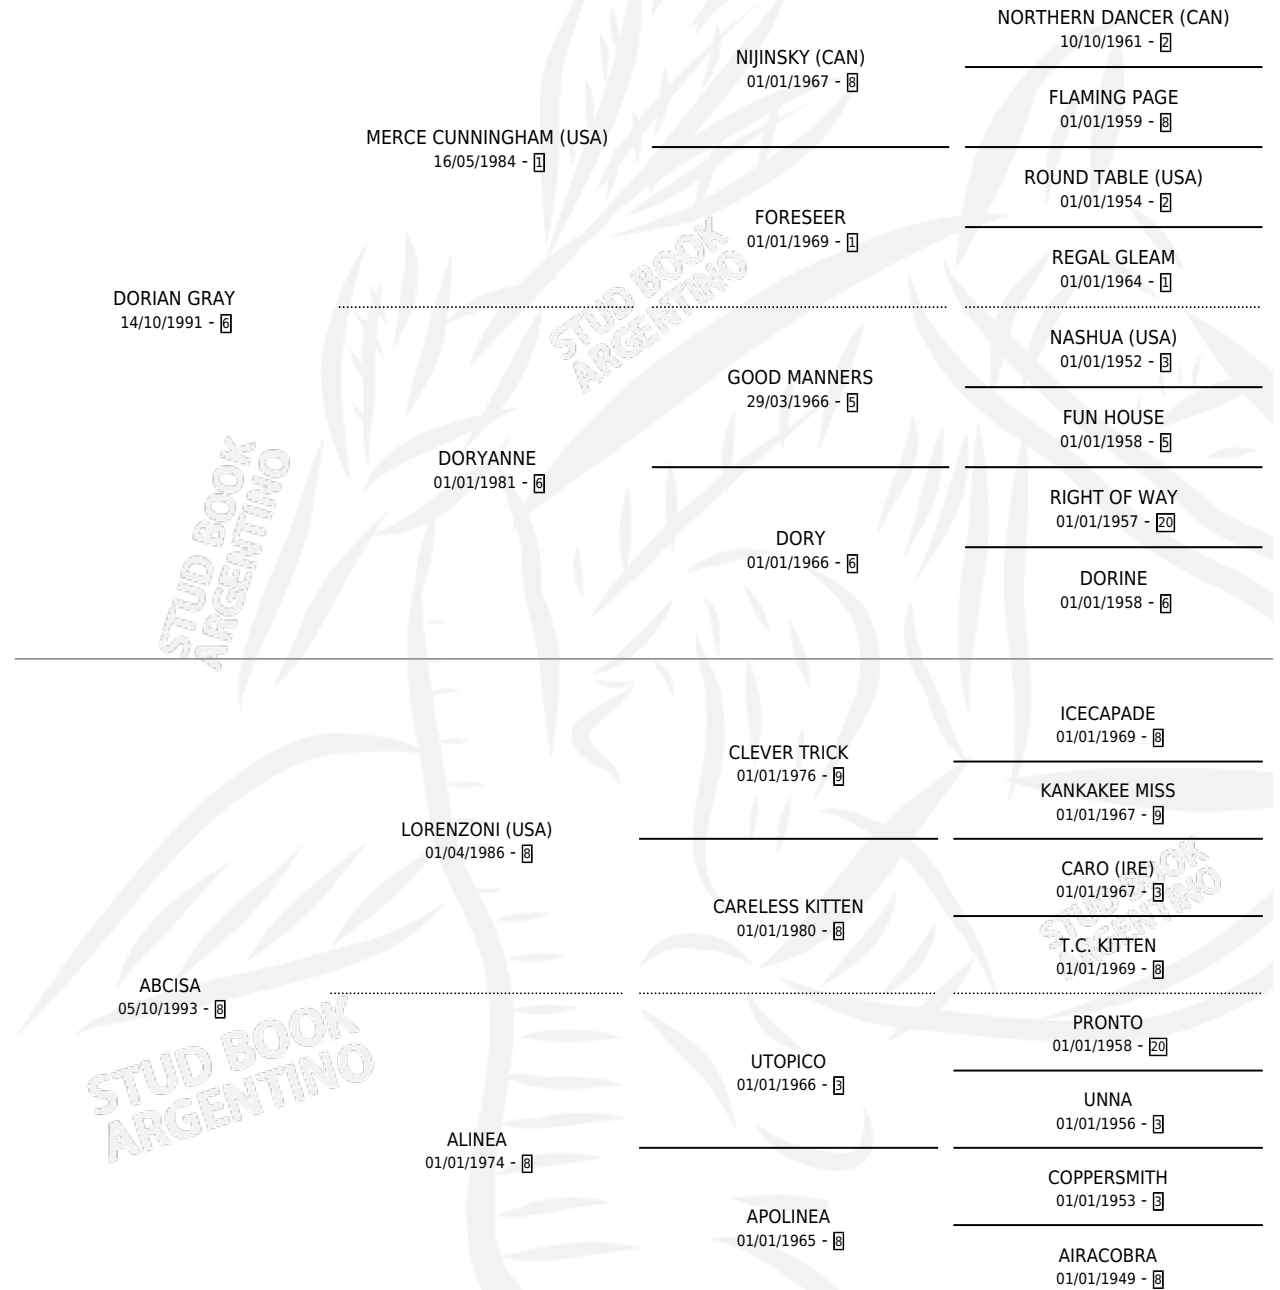 NORTHERN DANCER (CAN)
10/10/1961 - 2
NIJINSKY (CAN)
01/01/1967 - 8
FLAMING PAGE
01/01/1959 - 8
MERCE CUNNINGHAM (USA)
16/05/1984 - 1
ROUND TABLE (USA)
01/01/1954 - 2
FORESEER
01/01/1969 - 1
REGAL GLEAM
01/01/1964 - 1
DORIAN GRAY
14/10/1991 - 6
NASHUA (USA)
01/01/1952 - 3
GOOD MANNERS
29/03/1966 - 5
FUN HOUSE
01/01/1958 - 5
DORYANNE
01/01/1981 - 6
RIGHT OF WAY
01/01/1957 - 20
DORY
01/01/1966 - 6
DORINE
01/01/1958 - 6
ICECAPADE
01/01/1969 - 8
CLEVER TRICK
01/01/1976 - 9
KANKAKEE MISS
01/01/1967 - 9
LORENZONI (USA)
01/04/1986 - 8
CARO (IRE)
01/01/1967 - 3
CARELESS KITTEN
01/01/1980 - 8
T.C. KITTEN
01/01/1969 - 8
ABCISA
05/10/1993 - 8
PRONTO
01/01/1958 - 20
UTOPICO
01/01/1966 - 3
UNNA
01/01/1956 - 3
ALINEA
01/01/1974 - 8
COPPERSMITH
01/01/1953 - 3
APOLINEA
01/01/1965 - 8
AIRACOBRA
01/01/1949 - 8
STUD BOOK
ARGENTINO
STUD BOOK
ARGENTINO
STUD BOOK
ARGENTINO
STUD BOOK
ARGENTINO